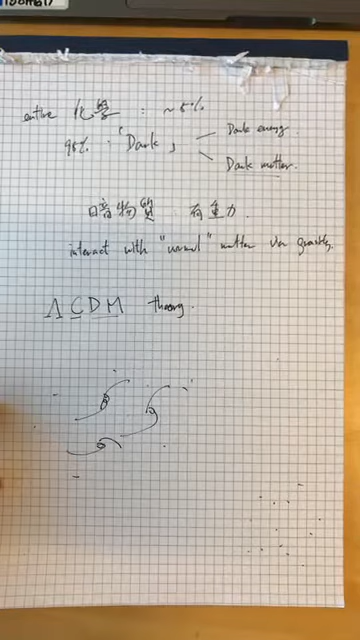 entire 化學 : ~5%
95% 「Dark」
Dark energy.
Dark matter.
暗物質 有重力.
interact with "normal" matter via gravity.
ΛCDM theory.